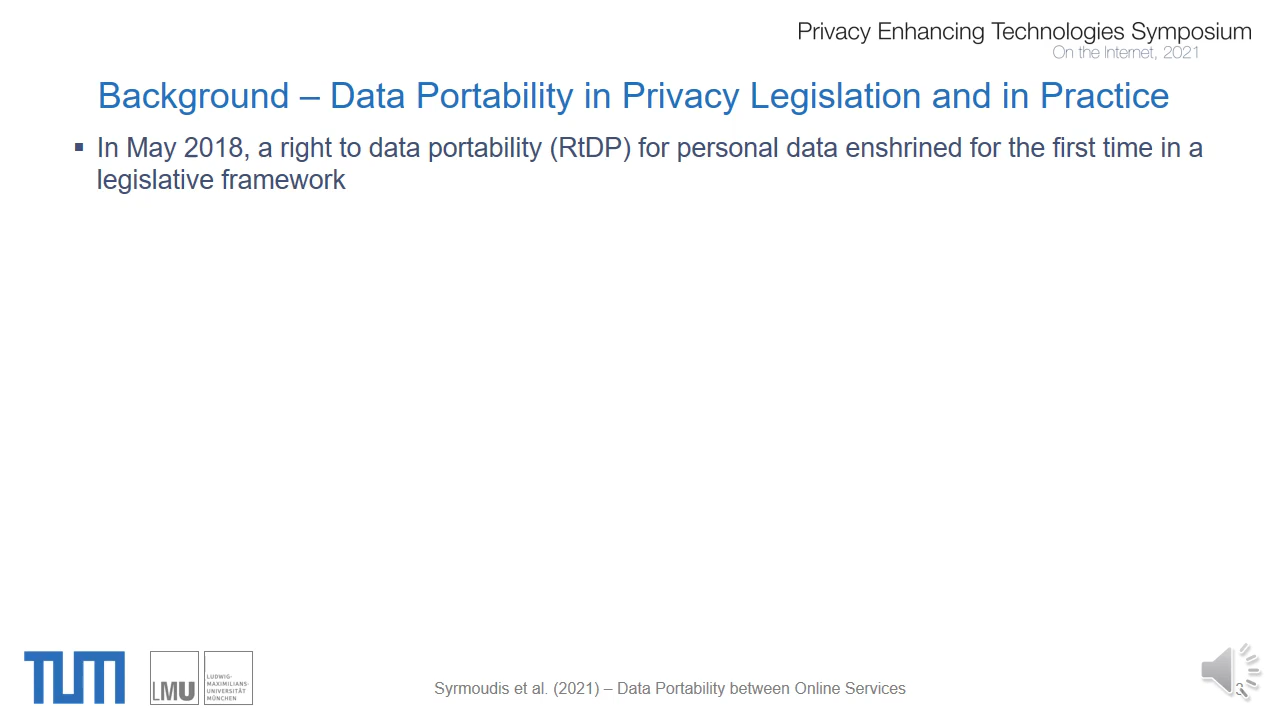 Privacy Enhancing Technologies Symposium
On the Internet, 2021
Background – Data Portability in Privacy Legislation and in Practice
▪ In May 2018, a right to data portability (RtDP) for personal data enshrined for the first time in a
legislative framework
TUM
LMU
LUDWIG-
MAXIMILIANS-
UNIVERSITÄT
MÜNCHEN
Syrmoudis et al. (2021) – Data Portability between Online Services